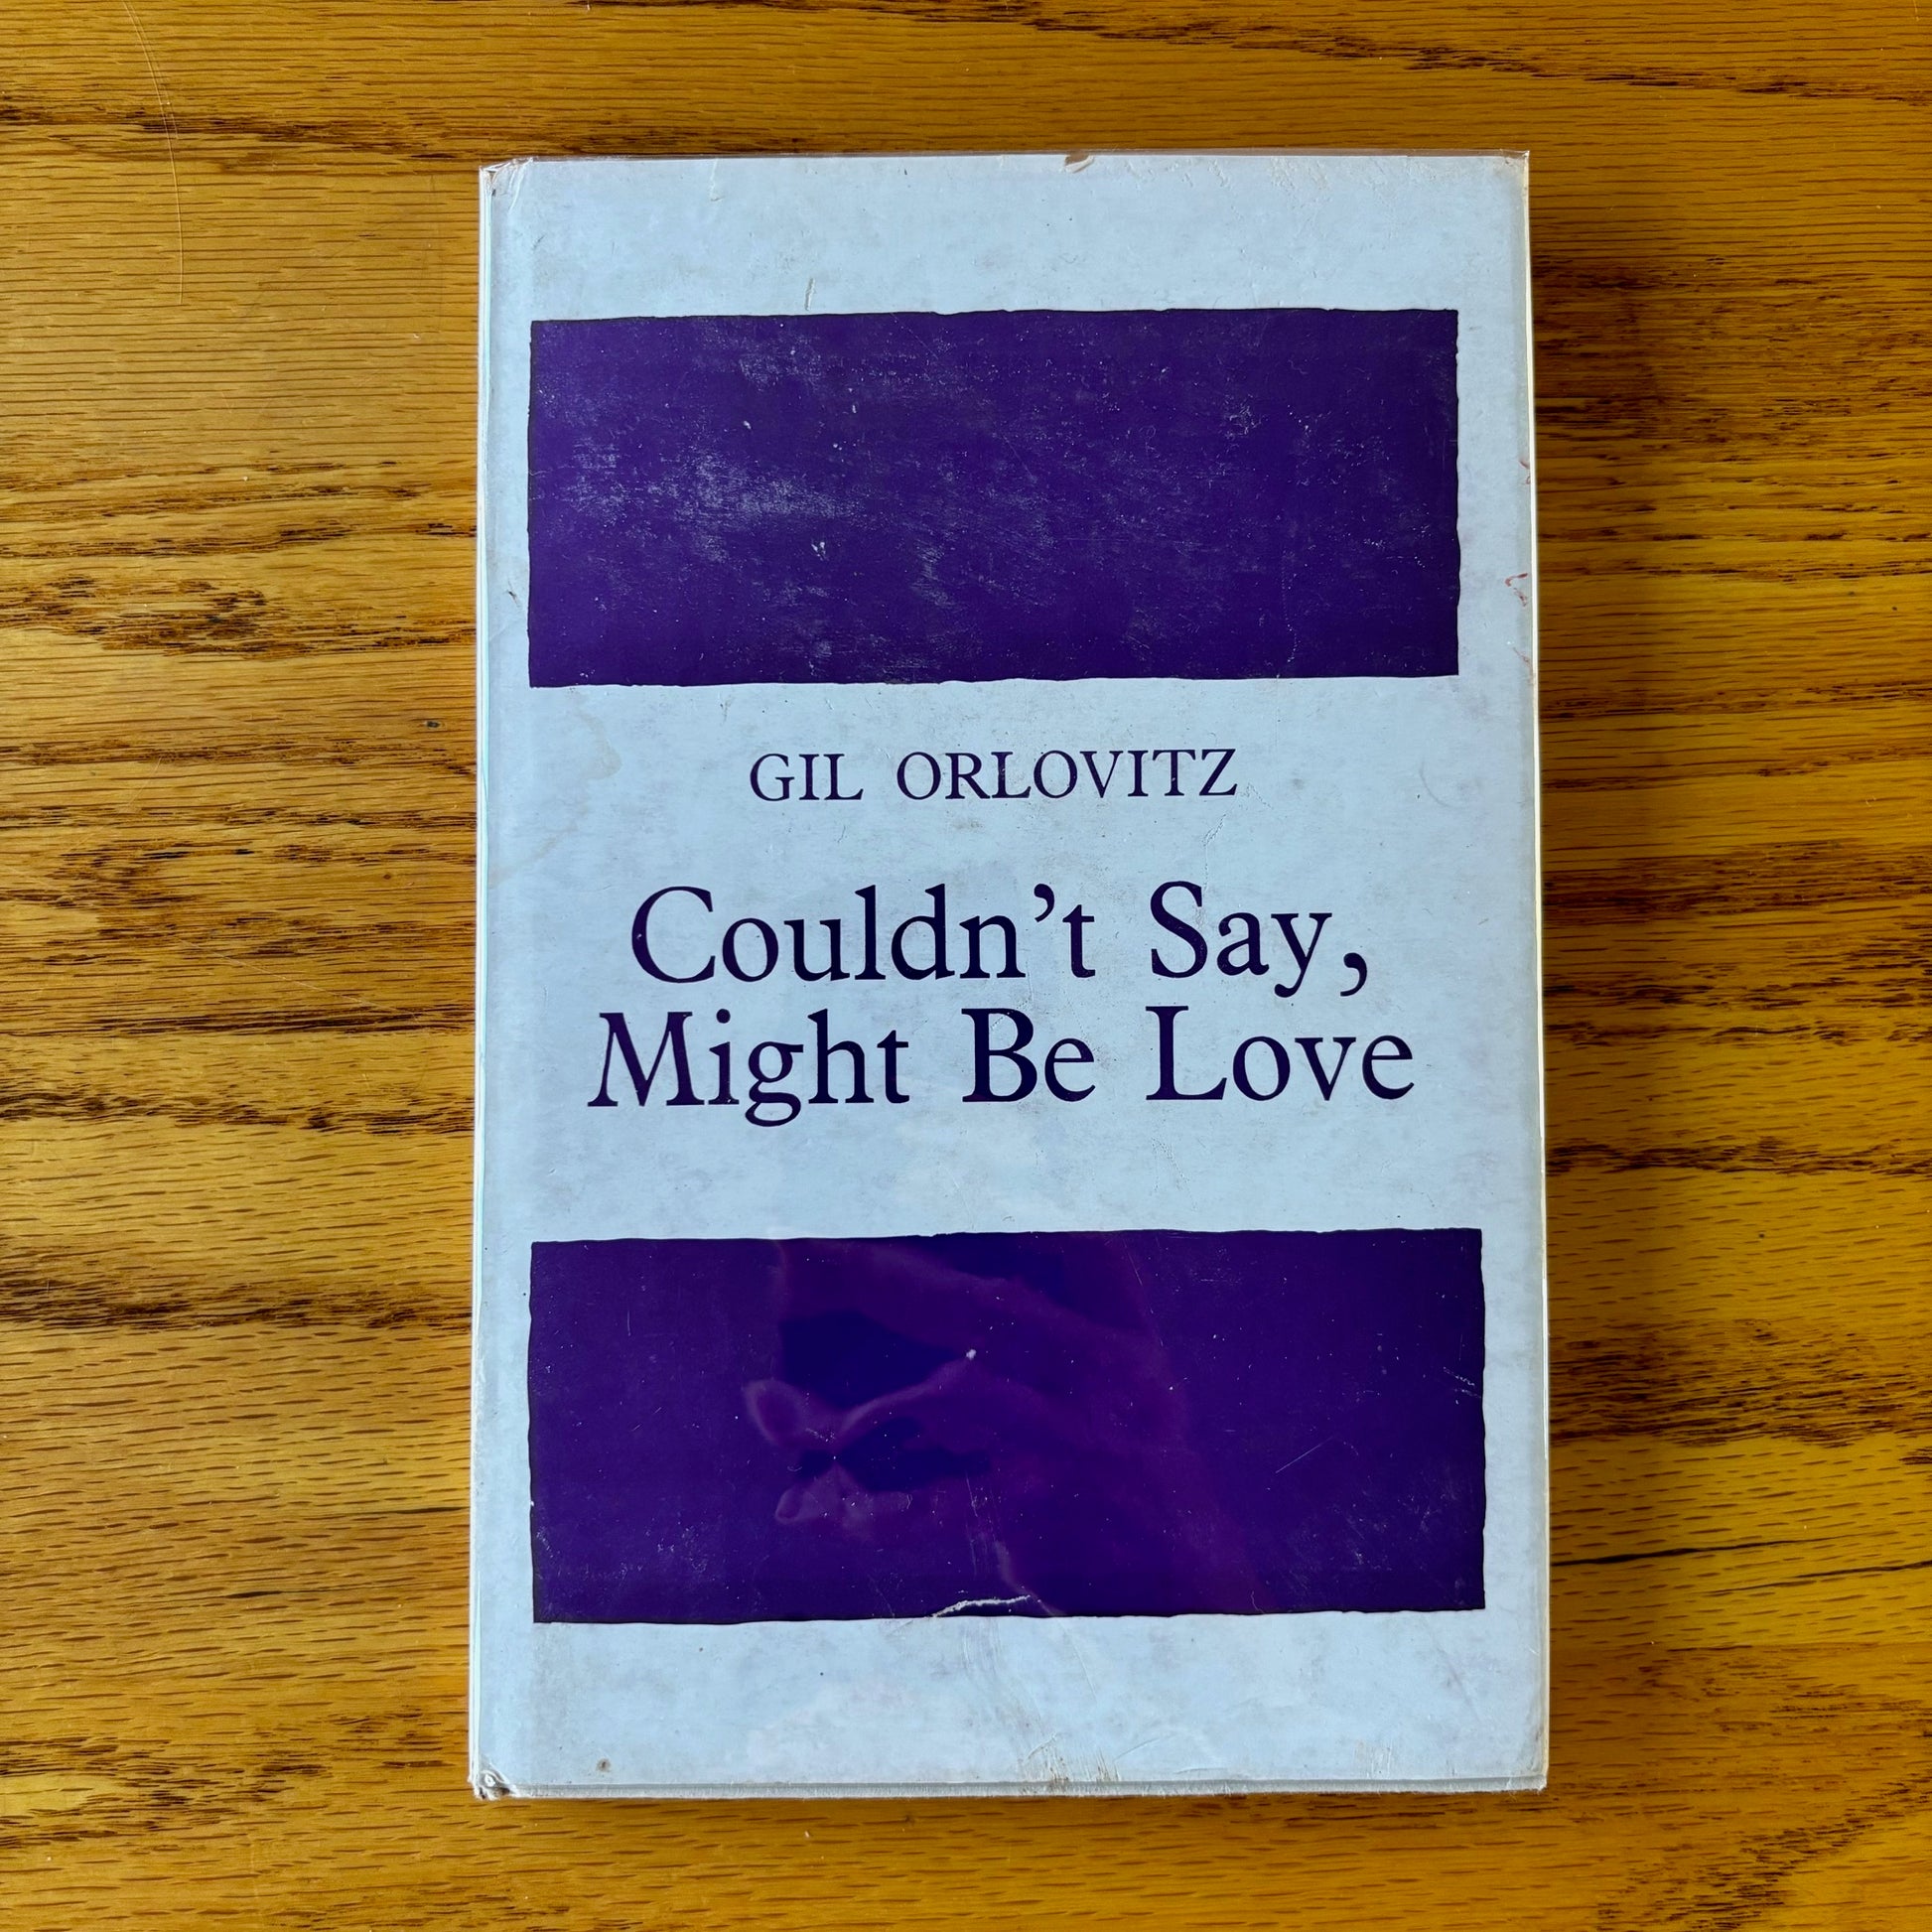 GIL ORLOVITZ
Couldn’t Say,
Might Be Love